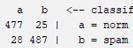 a b <-- classif
477 25 | a = norm
28 487 | b = spam